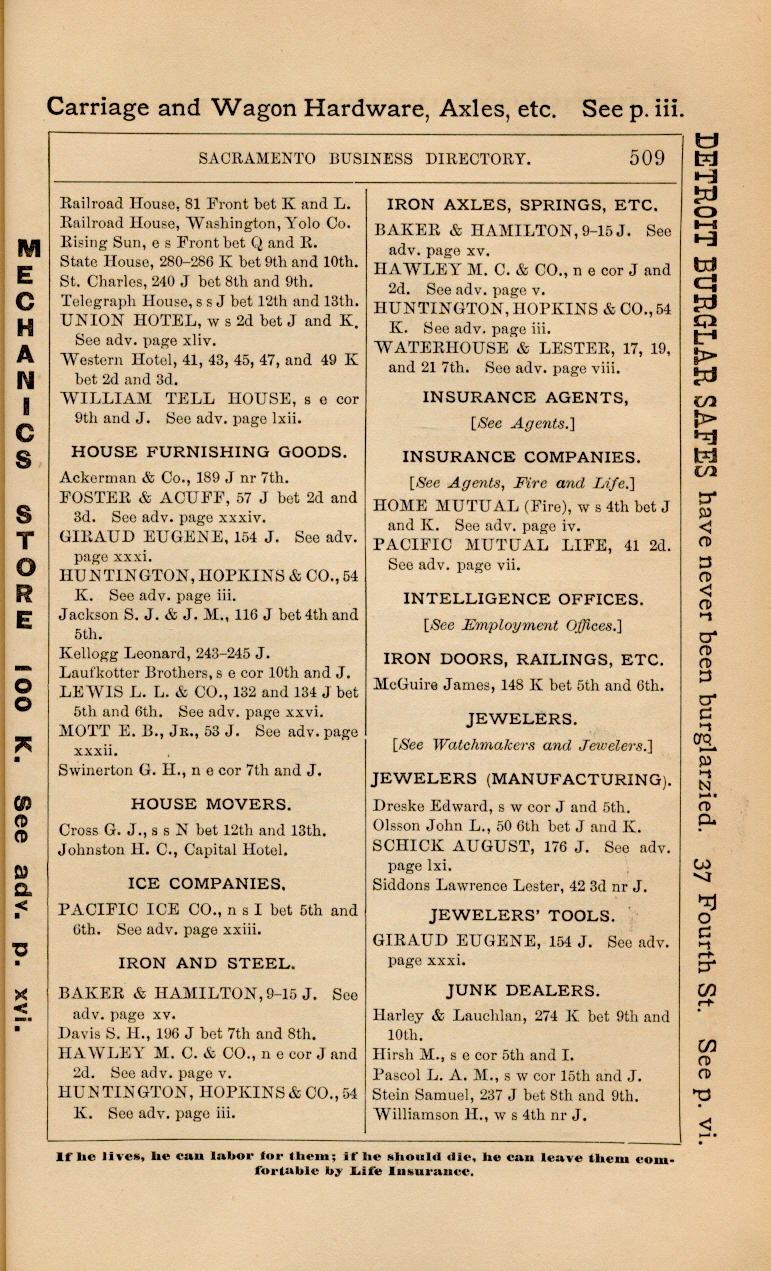 Carriage and Wagon Hardware, Axles, etc. See p. iii.
SACRAMENTO BUSINESS DIRECTORY. 509
Railroad House, 81 Front bet K and L.
Railroad House, Washington, Yolo Co.
Rising Sun, e s Front bet Q and R.
State House, 280–286 K bet 9th and 10th.
St. Charles, 240 J bet 8th and 9th.
Telegraph House, s s J bet 12th and 13th.
UNION HOTEL, w s 2d bet J and K.
See adv. page xliv.
Western Hotel, 41, 43, 45, 47, and 49 K
bet 2d and 3d.
WILLIAM TELL HOUSE, s e cor
9th and J. See adv. page lxii.
HOUSE FURNISHING GOODS.
Ackerman & Co., 189 J nr 7th.
FOSTER & ACUFF, 57 J bet 2d and
3d. See adv. page xxxiv.
GIRAUD EUGENE, 154 J. See adv.
page xxxi.
HUNTINGTON, HOPKINS & CO., 54
K. See adv. page iii.
Jackson S. J. & J. M., 116 J bet 4th and
5th.
Kellogg Leonard, 243–245 J.
Laufkotter Brothers, s e cor 10th and J.
LEWIS L. L. & CO., 132 and 134 J bet
5th and 6th. See adv. page xxvi.
MOTT E. B., JR., 53 J. See adv. page
xxxii.
Swinerton G. H., n e cor 7th and J.
HOUSE MOVERS.
Cross G. J., s s N bet 12th and 13th.
Johnston H. C., Capital Hotel.
ICE COMPANIES.
PACIFIC ICE CO., n s I bet 5th and
6th. See adv. page xxiii.
IRON AND STEEL.
BAKER & HAMILTON, 9–15 J. See
adv. page xv.
Davis S. H., 196 J bet 7th and 8th.
HAWLEY M. C. & CO., n e cor J and
2d. See adv. page v.
HUNTINGTON, HOPKINS & CO., 54
K. See adv. page iii.
IRON AXLES, SPRINGS, ETC.
BAKER & HAMILTON, 9–15 J. See
adv. page xv.
HAWLEY M. C. & CO., n e cor J and
2d. See adv. page v.
HUNTINGTON, HOPKINS & CO., 54
K. See adv. page iii.
WATERHOUSE & LESTER, 17, 19,
and 21 7th. See adv. page viii.
INSURANCE AGENTS,
[See Agents.]
INSURANCE COMPANIES.
[See Agents, Fire and Life.]
HOME MUTUAL (Fire), w s 4th bet J
and K. See adv. page iv.
PACIFIC MUTUAL LIFE, 41 2d.
See adv. page vii.
INTELLIGENCE OFFICES.
[See Employment Offices.]
IRON DOORS, RAILINGS, ETC.
McGuire James, 148 K bet 5th and 6th.
JEWELERS.
[See Watchmakers and Jewelers.]
JEWELERS (MANUFACTURING).
Dreske Edward, s w cor J and 5th.
Olsson John L., 50 6th bet J and K.
SCHICK AUGUST, 176 J. See adv.
page lxi.
Siddons Lawrence Lester, 42 3d nr J.
JEWELERS' TOOLS.
GIRAUD EUGENE, 154 J. See adv.
page xxxi.
JUNK DEALERS.
Harley & Lauchlan, 274 K bet 9th and
10th.
Hirsh M., s e cor 5th and I.
Pascol L. A. M., s w cor 15th and J.
Stein Samuel, 237 J bet 8th and 9th.
Williamson H., w s 4th nr J.
If he lives, he can labor for them; if he should die, he can leave them com-
fortable by Life Insurance.
MECHANICS STORE 100 K. See adv. p. xvi.
DETROIT BURGLAR SAFES have never been burglarzied. 37 Fourth St. See p. vi.